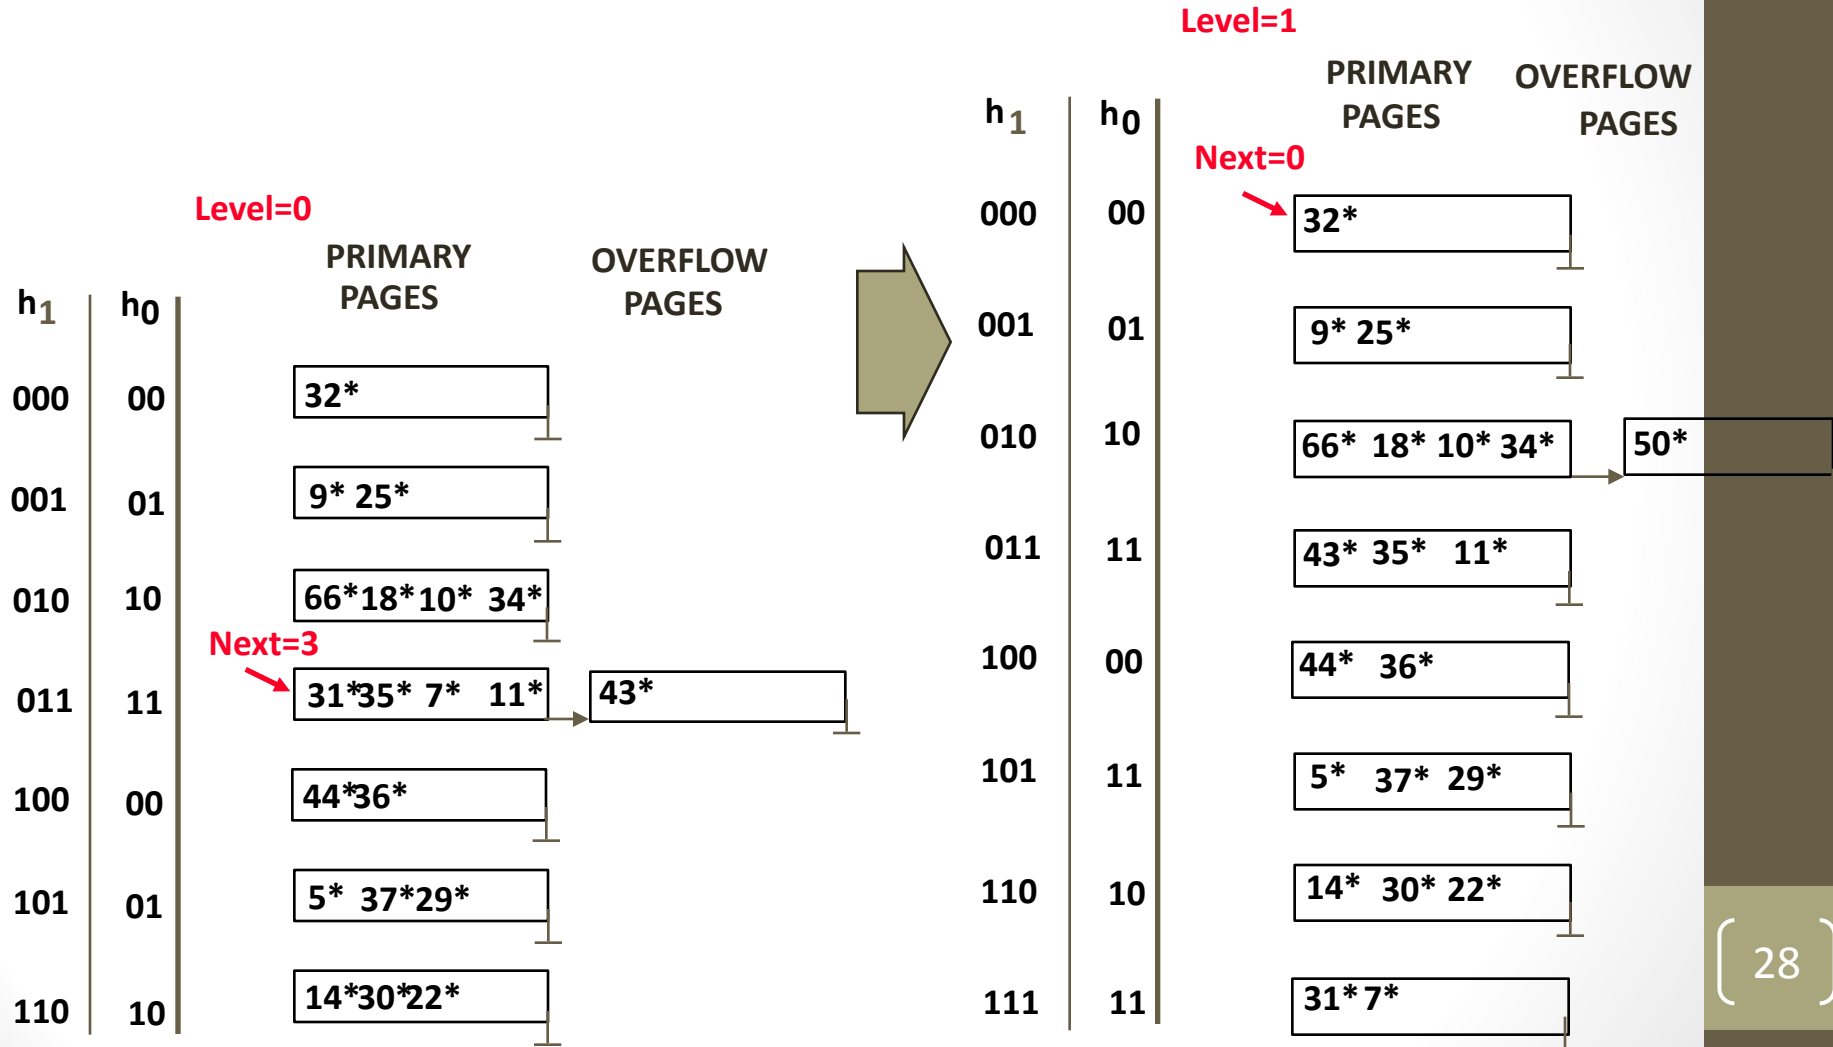 Level=0
PRIMARY PAGES
OVERFLOW PAGES
h1 h0
000 00 32*
001 01 9* 25*
010 10 66* 18* 10* 34*
Next=3
011 11 31* 35* 7* 11* 43*
100 00 44* 36*
101 01 5* 37* 29*
110 10 14* 30* 22*
Level=1
PRIMARY PAGES
OVERFLOW PAGES
h1 h0
Next=0
000 00 32*
001 01 9* 25*
010 10 66* 18* 10* 34* 50*
011 11 43* 35* 11*
100 00 44* 36*
101 11 5* 37* 29*
110 10 14* 30* 22*
111 11 31* 7*
28